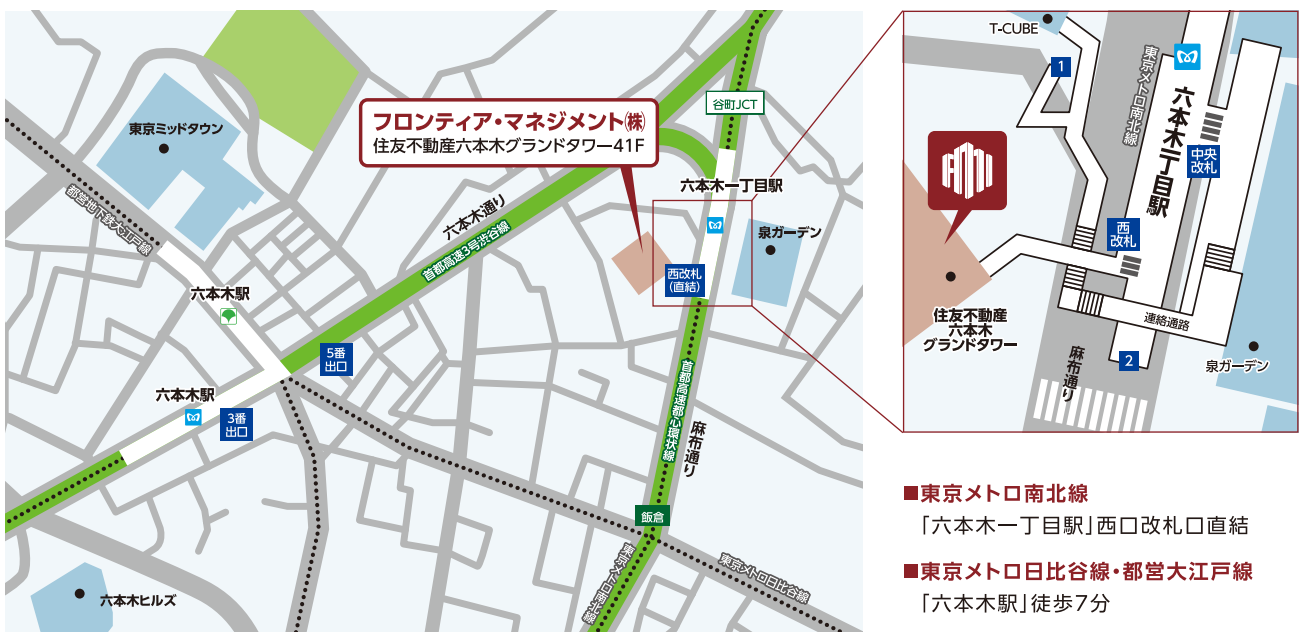 東京ミッドタウン
都営地下鉄大江戸線
六本木駅
六本木駅
3番
出口
5番
出口
六本木ヒルズ
フロンティア・マネジメント㈱
住友不動産六本木グランドタワー41F
六本木通り
首都高速3号渋谷線
谷町JCT
六本木一丁目駅
泉ガーデン
西改札
(直結)
首都高速都心環状線
麻布通り
飯倉
東京メトロ南北線
東京メトロ日比谷線
T-CUBE
1
東京メトロ南北線
六本木一丁目駅
中央
改札
西
改札
住友不動産
六本木
グランドタワー
連絡通路
2
麻布通り
泉ガーデン
■東京メトロ南北線
「六本木一丁目駅」西口改札口直結
■東京メトロ日比谷線・都営大江戸線
「六本木駅」徒歩7分